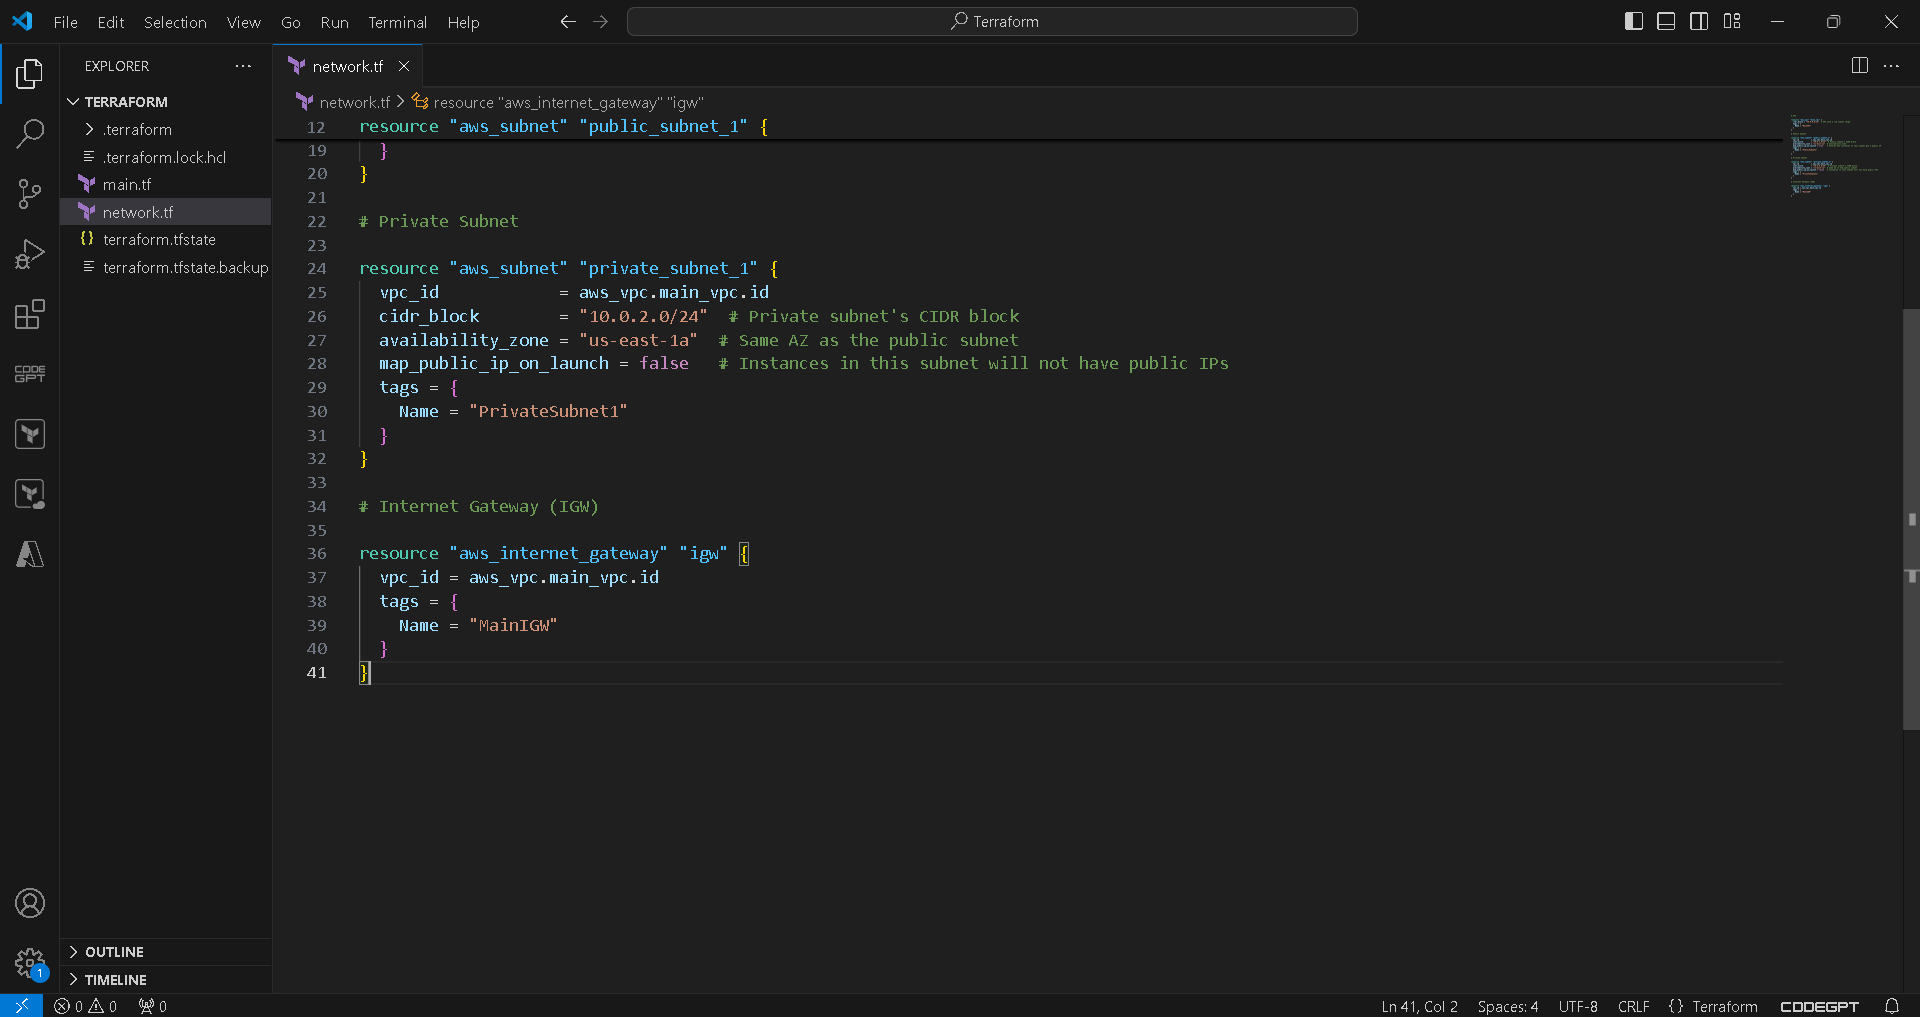 File Edit Selection View Go Run Terminal Help
Terraform
EXPLORER
network.tf
TERRAFORM
.terraform
.terraform.lock.hcl
main.tf
network.tf
terraform.tfstate
terraform.tfstate.backup
CODE
GPT
OUTLINE
TIMELINE
1
network.tf > resource "aws_internet_gateway" "igw"
12 resource "aws_subnet" "public_subnet_1" {
19 }
20 }
21
22 # Private Subnet
23
24 resource "aws_subnet" "private_subnet_1" {
25 vpc_id = aws_vpc.main_vpc.id
26 cidr_block = "10.0.2.0/24" # Private subnet's CIDR block
27 availability_zone = "us-east-1a" # Same AZ as the public subnet
28 map_public_ip_on_launch = false # Instances in this subnet will not have public IPs
29 tags = {
30 Name = "PrivateSubnet1"
31 }
32 }
33
34 # Internet Gateway (IGW)
35
36 resource "aws_internet_gateway" "igw" {
37 vpc_id = aws_vpc.main_vpc.id
38 tags = {
39 Name = "MainIGW"
40 }
41 }
0 0 0 Ln 41, Col 2 Spaces: 4 UTF-8 CRLF {} Terraform CODEGPT